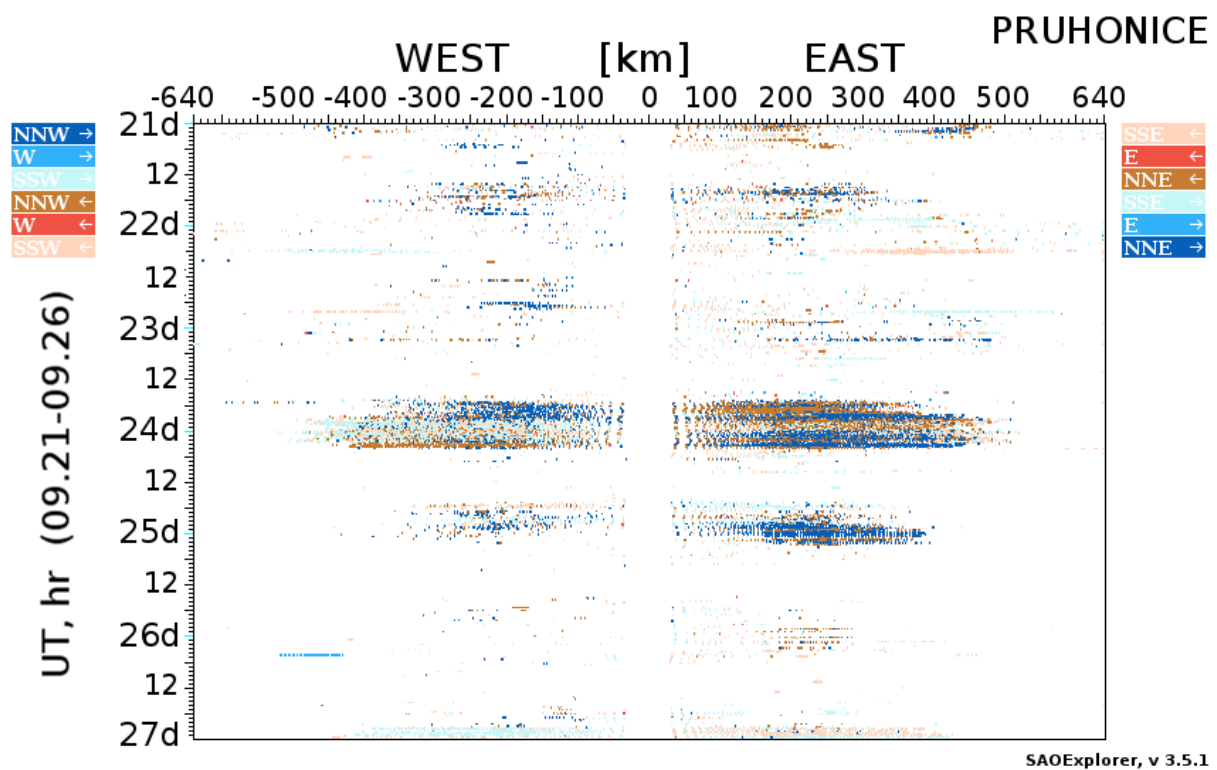 PRUHONICE
WEST [km] EAST
-640 -500 -400 -300 -200 -100 0 100 200 300 400 500 640
NNW →
W →
SSW →
NNW ←
W ←
SSW ←
21d
12
22d
12
23d
12
24d
12
25d
12
26d
12
27d
UT, hr (09.21-09.26)
SSE ←
E ←
NNE ←
SSE →
E →
NNE →
SAOExplorer, v 3.5.1